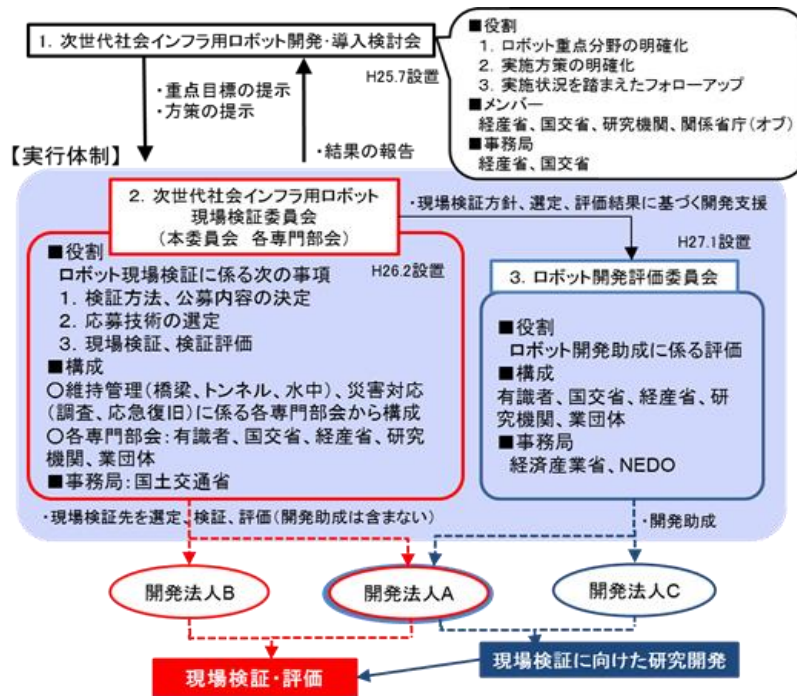 1. 次世代社会インフラ用ロボット開発・導入検討会
H25.7設置
■役割
1. ロボット重点分野の明確化
2. 実施方策の明確化
3. 実施状況を踏まえたフォローアップ
■メンバー
経産省、国交省、研究機関、関係省庁(オブ)
■事務局
経産省、国交省
・重点目標の提示
・方策の提示
・結果の報告
【実行体制】
2. 次世代社会インフラ用ロボット
現場検証委員会
(本委員会 各専門部会)
・現場検証方針、選定、評価結果に基づく開発支援
H26.2設置
■役割
ロボット現場検証に係る次の事項
1. 検証方法、公募内容の決定
2. 応募技術の選定
3. 現場検証、検証評価
■構成
○維持管理(橋梁、トンネル、水中)、災害対応
(調査、応急復旧)に係る各専門部会から構成
○各専門部会:有識者、国交省、経産省、研究
機関、業団体
■事務局:国土交通省
H27.1設置
3. ロボット開発評価委員会
■役割
ロボット開発助成に係る評価
■構成
有識者、国交省、経産省、研
究機関、業団体
■事務局
経済産業省、NEDO
・現場検証先を選定、検証、評価(開発助成は含まない)
・開発助成
開発法人B
開発法人A
開発法人C
現場検証・評価
現場検証に向けた研究開発